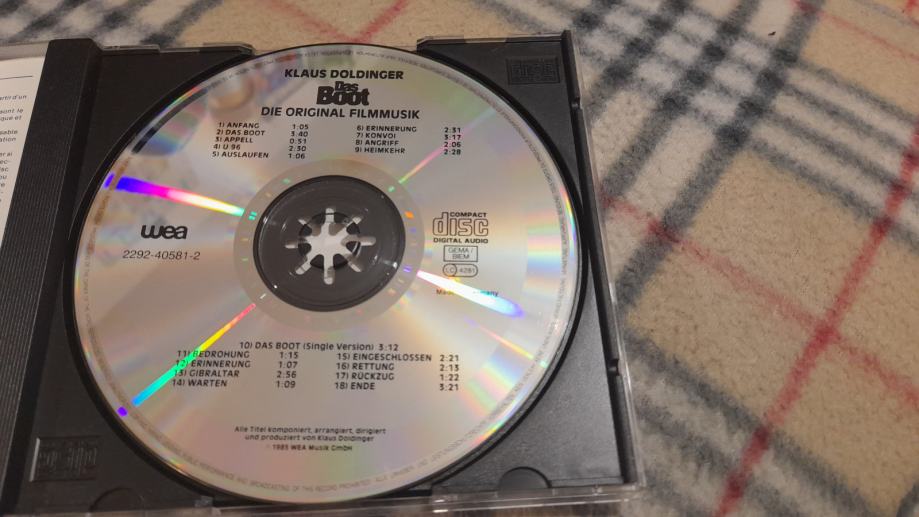 KLAUS DOLDINGER
Das
Boot
DIE ORIGINAL FILMMUSIK
1) ANFANG 1:05
2) DAS BOOT 3:40
3) APPELL 0:51
4) U 96 2:30
5) AUSLAUFEN 1:06
6) ERINNERUNG 2:31
7) KONVOI 3:17
8) ANGRIFF 2:06
9) HEIMKEHR 2:28
wea
2292-40581-2
COMPACT
disc
DIGITAL AUDIO
GEMA/
BIEM
LC 4281
Made in Germany
10) DAS BOOT (Single Version) 3:12
11) BEDROHUNG 1:15
12) ERINNERUNG 1:07
13) GIBRALTAR 2:56
14) WARTEN 1:09
15) EINGESCHLOSSEN 2:21
16) RETTUNG 2:13
17) RÜCKZUG 1:22
18) ENDE 3:21
Alle Titel komponiert, arrangiert, dirigiert
und produziert von Klaus Doldinger
1985 WEA Musik GmbH